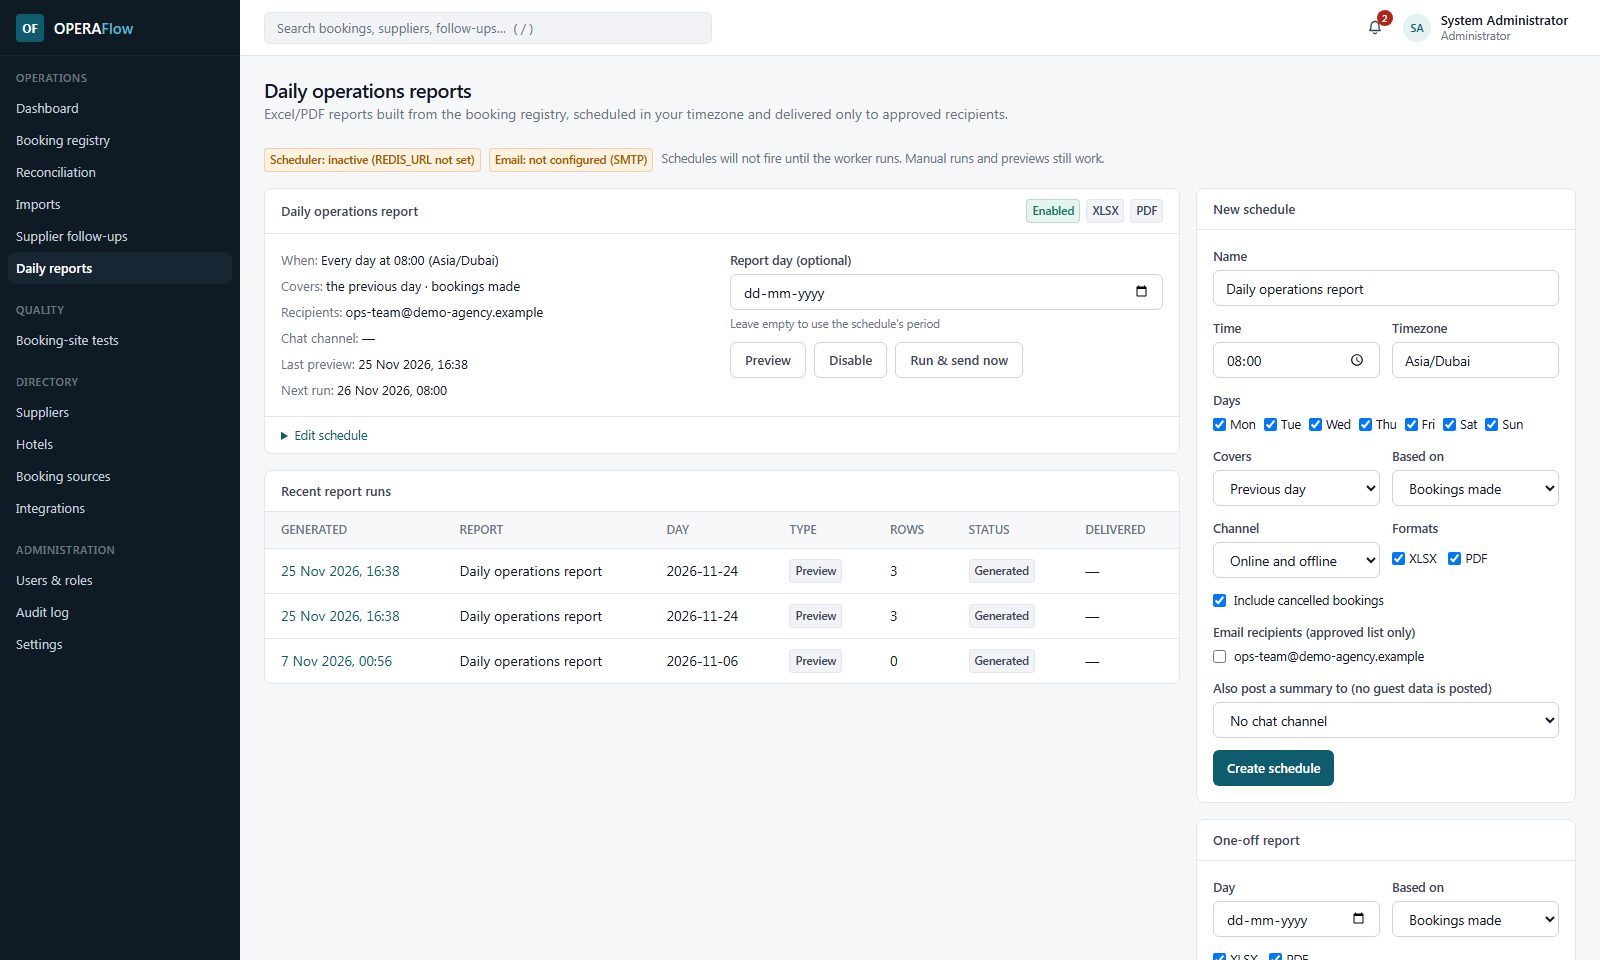 OF OPERAFlow
OPERATIONS
Dashboard
Booking registry
Reconciliation
Imports
Supplier follow-ups
Daily reports
QUALITY
Booking-site tests
DIRECTORY
Suppliers
Hotels
Booking sources
Integrations
ADMINISTRATION
Users & roles
Audit log
Settings
Search bookings, suppliers, follow-ups... ( / )
2
SA
System Administrator
Administrator
Daily operations reports
Excel/PDF reports built from the booking registry, scheduled in your timezone and delivered only to approved recipients.
Scheduler: inactive (REDIS_URL not set) Email: not configured (SMTP) Schedules will not fire until the worker runs. Manual runs and previews still work.
Daily operations report Enabled XLSX PDF
When: Every day at 08:00 (Asia/Dubai)
Covers: the previous day · bookings made
Recipients: ops-team@demo-agency.example
Chat channel: —
Last preview: 25 Nov 2026, 16:38
Next run: 26 Nov 2026, 08:00
Report day (optional)
dd-mm-yyyy
Leave empty to use the schedule's period
Preview Disable Run & send now
Edit schedule
Recent report runs
GENERATED REPORT DAY TYPE ROWS STATUS DELIVERED
25 Nov 2026, 16:38 Daily operations report 2026-11-24 Preview 3 Generated —
25 Nov 2026, 16:38 Daily operations report 2026-11-24 Preview 3 Generated —
7 Nov 2026, 00:56 Daily operations report 2026-11-06 Preview 0 Generated —
New schedule
Name
Daily operations report
Time Timezone
08:00 Asia/Dubai
Days
Mon Tue Wed Thu Fri Sat Sun
Covers Based on
Previous day Bookings made
Channel Formats
Online and offline XLSX PDF
Include cancelled bookings
Email recipients (approved list only)
ops-team@demo-agency.example
Also post a summary to (no guest data is posted)
No chat channel
Create schedule
One-off report
Day Based on
dd-mm-yyyy Bookings made
XLSX PDF